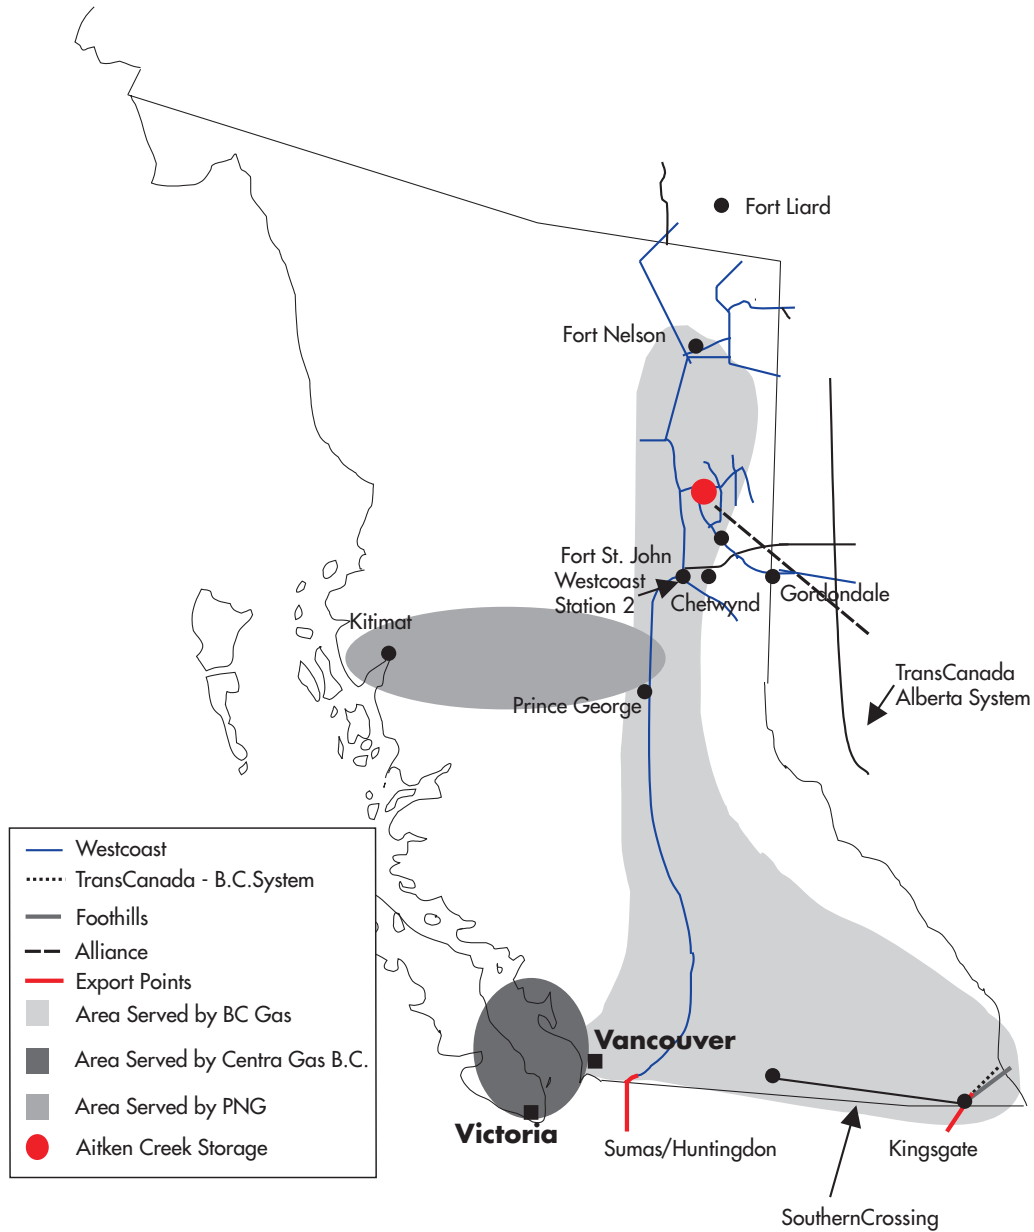 Fort Liard
Fort Nelson
Fort St. John
Westcoast
Station 2
Chetwynd
Gordondale
Kitimat
TransCanada
Alberta System
Prince George
Westcoast
TransCanada - B.C.System
Foothills
Alliance
Export Points
Area Served by BC Gas
Area Served by Centra Gas B.C.
Area Served by PNG
Aitken Creek Storage
Vancouver
Victoria
Sumas/Huntingdon
Kingsgate
SouthernCrossing